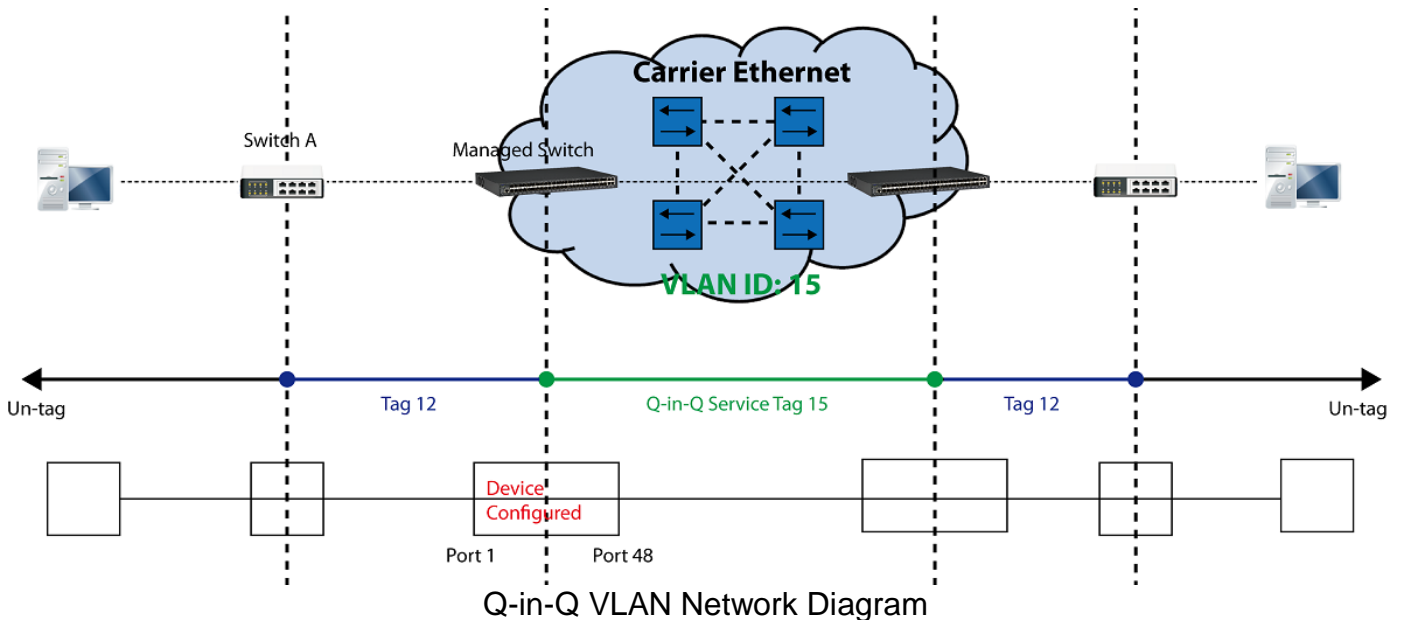 Carrier Ethernet
Switch A
Managed Switch
VLAN ID: 15
Un-tag
Tag 12
Q-in-Q Service Tag 15
Tag 12
Un-tag
Device
Configured
Port 1
Port 48
Q-in-Q VLAN Network Diagram